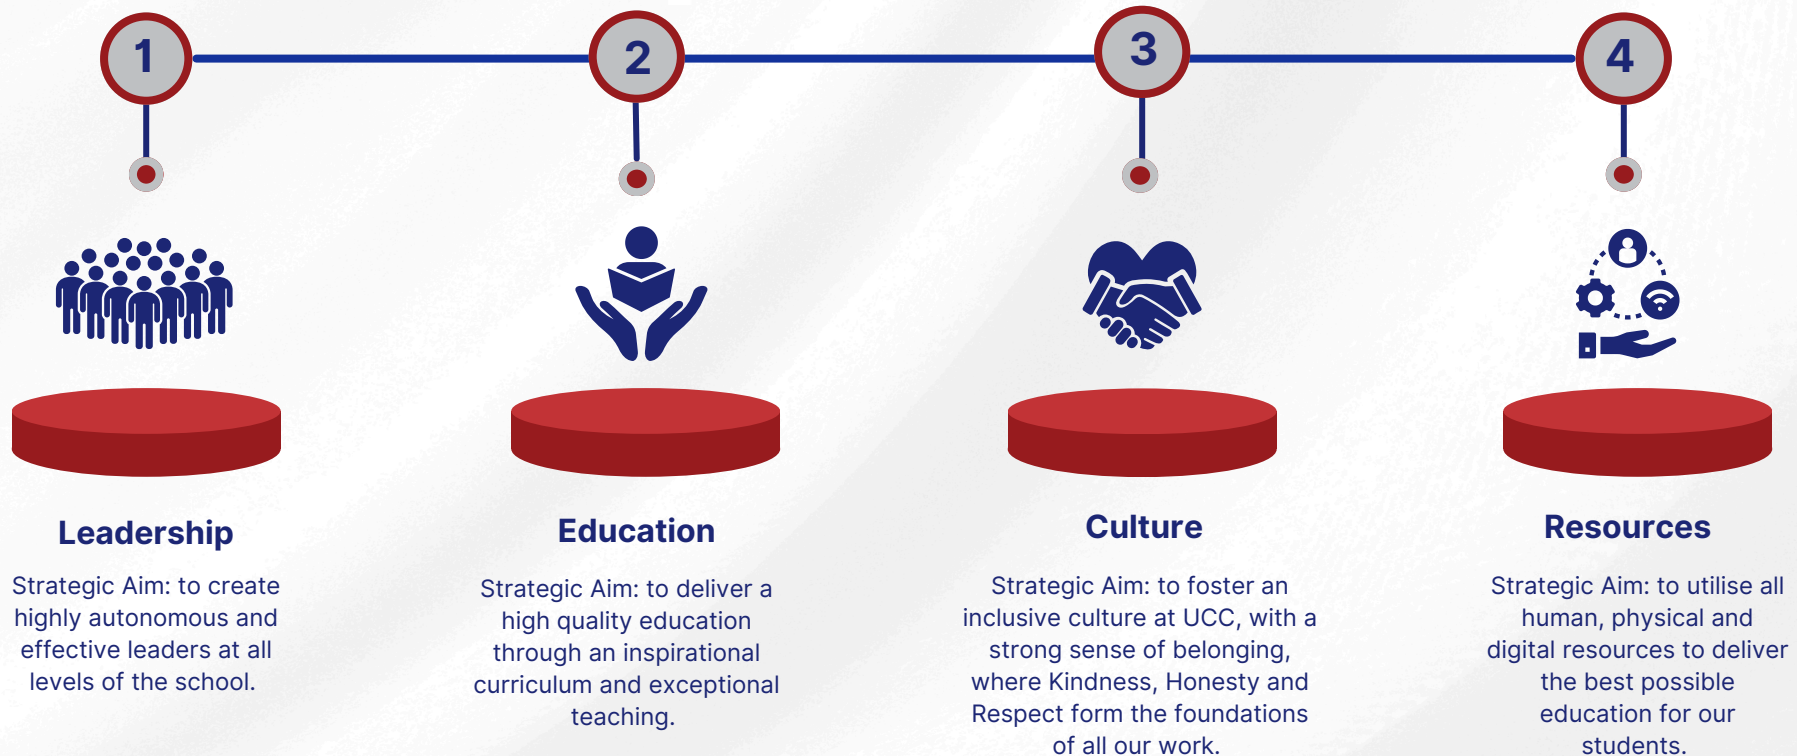 1
2
3
4
Leadership
Strategic Aim: to create
highly autonomous and
effective leaders at all
levels of the school.
Education
Strategic Aim: to deliver a
high quality education
through an inspirational
curriculum and exceptional
teaching.
Culture
Strategic Aim: to foster an
inclusive culture at UCC, with a
strong sense of belonging,
where Kindness, Honesty and
Respect form the foundations
of all our work.
Resources
Strategic Aim: to utilise all
human, physical and
digital resources to deliver
the best possible
education for our
students.